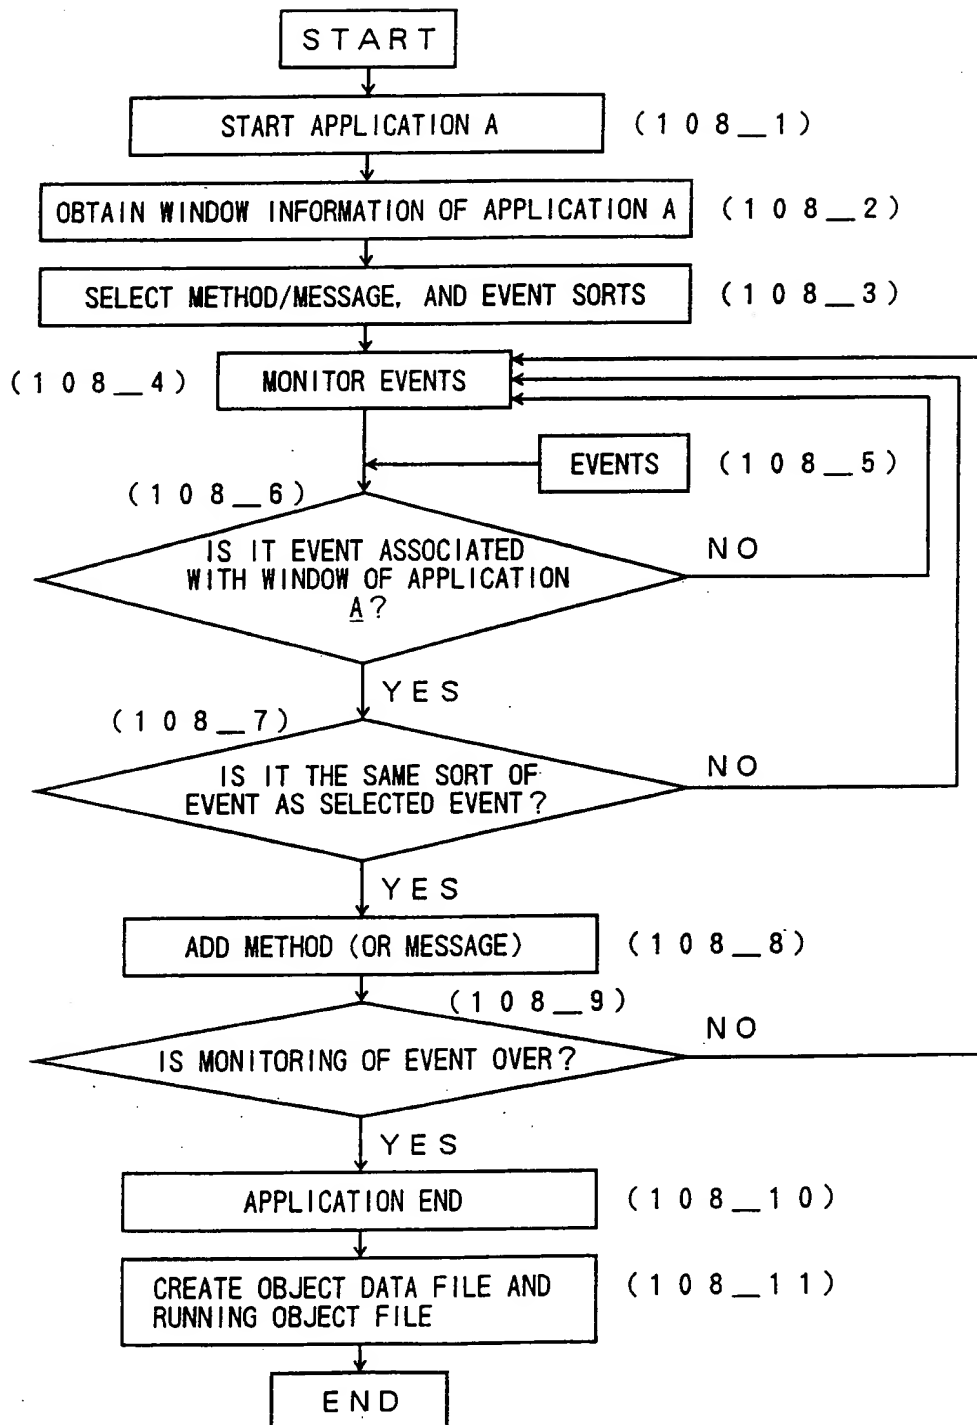 START
START APPLICATION A
(108_1)
OBTAIN WINDOW INFORMATION OF APPLICATION A
(108_2)
SELECT METHOD/MESSAGE, AND EVENT SORTS
(108_3)
(108_4)
MONITOR EVENTS
EVENTS
(108_5)
(108_6)
IS IT EVENT ASSOCIATED
WITH WINDOW OF APPLICATION
A?
NO
YES
(108_7)
IS IT THE SAME SORT OF
EVENT AS SELECTED EVENT?
NO
YES
ADD METHOD (OR MESSAGE)
(108_8)
(108_9)
IS MONITORING OF EVENT OVER?
NO
YES
APPLICATION END
(108_10)
CREATE OBJECT DATA FILE AND
RUNNING OBJECT FILE
(108_11)
END